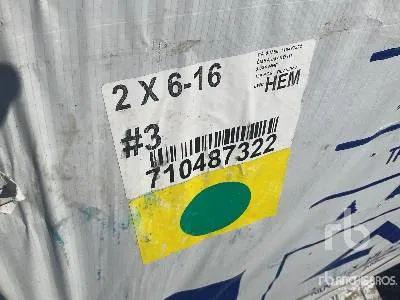 2 X 6-16
HEM
#3
710487322
rb
RITCHIE BROS.